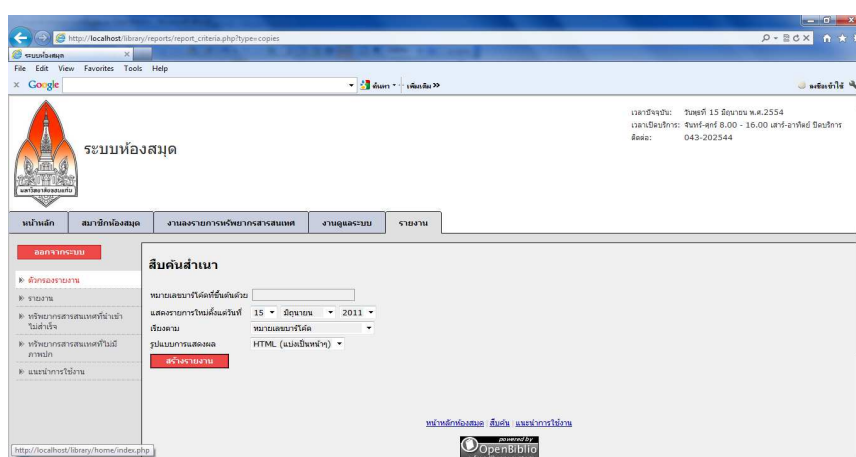 http://localhost/library/reports/report_criteria.php?type=copies
ระบบห้องสมุด
File Edit View Favorites Tools Help
x Google ค้นหา เพิ่มเติม >> ลงชื่อเข้าใช้
เวลาปัจจุบัน: วันพุธที่ 15 มิถุนายน พ.ศ.2554
เวลาเปิดบริการ: จันทร์-ศุกร์ 8.00 - 16.00 เสาร์-อาทิตย์ ปิดบริการ
ติดต่อ: 043-202544
ระบบห้องสมุด
มหาวิทยาลัยขอนแก่น
หน้าหลัก สมาชิกห้องสมุด งานลงรายการทรัพยากรสารสนเทศ งานดูแลระบบ รายงาน
ออกจากระบบ
ตัวกรองรายงาน
รายงาน
ทรัพยากรสารสนเทศที่นำเข้า
ไม่สำเร็จ
ทรัพยากรสารสนเทศที่ไม่มี
ภาพปก
แนะนำการใช้งาน
สืบค้นสำเนา
หมายเลขบาร์โค้ดที่ขึ้นต้นด้วย
แสดงรายการใหม่ตั้งแต่วันที่ 15 มิถุนายน 2011
เรียงตาม หมายเลขบาร์โค้ด
รูปแบบการแสดงผล HTML (แบ่งเป็นหน้าๆ)
สร้างรายงาน
หน้าหลักห้องสมุด | สืบค้น | แนะนำการใช้งาน
powered by
OpenBiblio
http://localhost/library/home/index.php